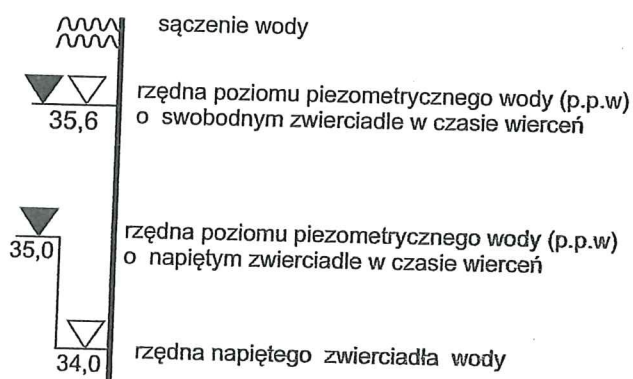 sączenie wody
rzędna poziomu piezometrycznego wody (p.p.w)
35,6 o swobodnym zwierciadle w czasie wierceń
rzędna poziomu piezometrycznego wody (p.p.w)
35,0 o napiętym zwierciadle w czasie wierceń
34,0 rzędna napiętego zwierciadła wody